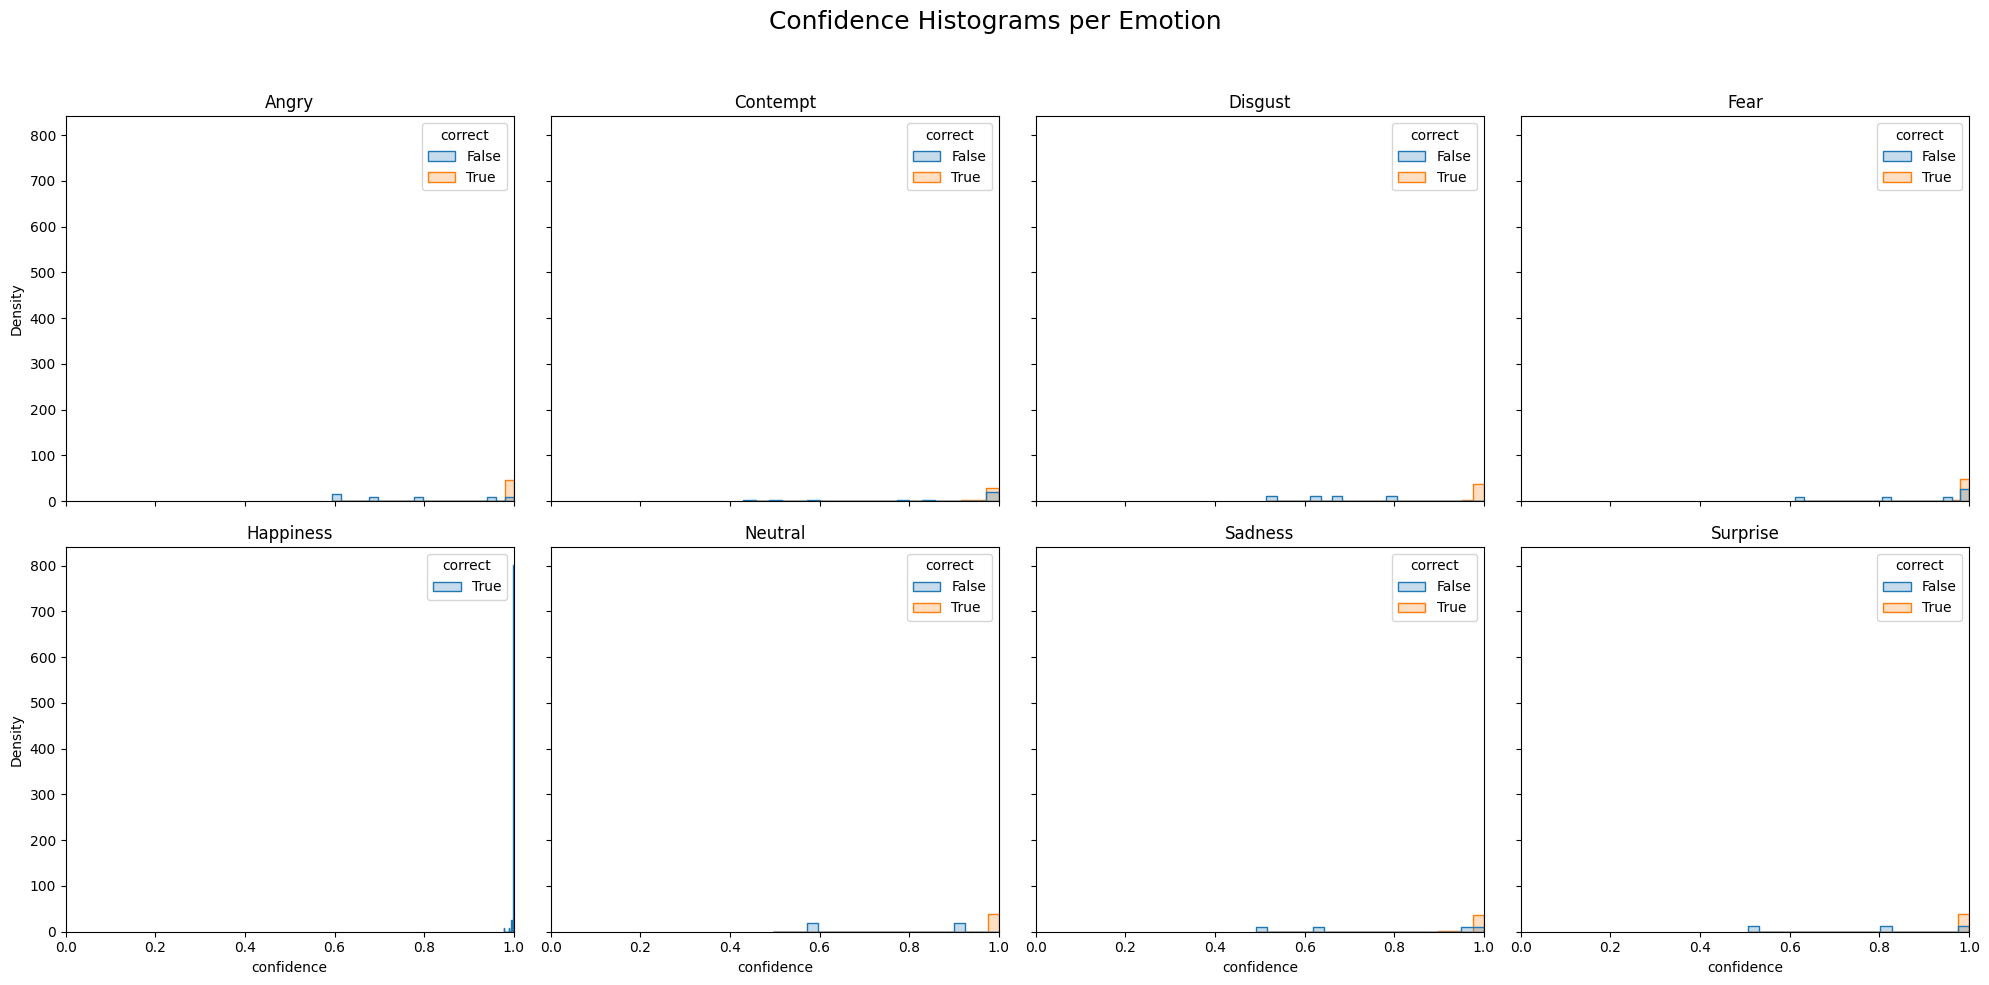 Confidence Histograms per Emotion
Angry
Contempt
Disgust
Fear
800
700
600
500
400
300
200
100
0
Density
correct
False
True
correct
False
True
correct
False
True
correct
False
True
Happiness
Neutral
Sadness
Surprise
800
700
600
500
400
300
200
100
0
Density
correct
True
correct
False
True
correct
False
True
correct
False
True
0.0 0.2 0.4 0.6 0.8 1.0
0.0 0.2 0.4 0.6 0.8 1.0
0.0 0.2 0.4 0.6 0.8 1.0
0.0 0.2 0.4 0.6 0.8 1.0
confidence
confidence
confidence
confidence